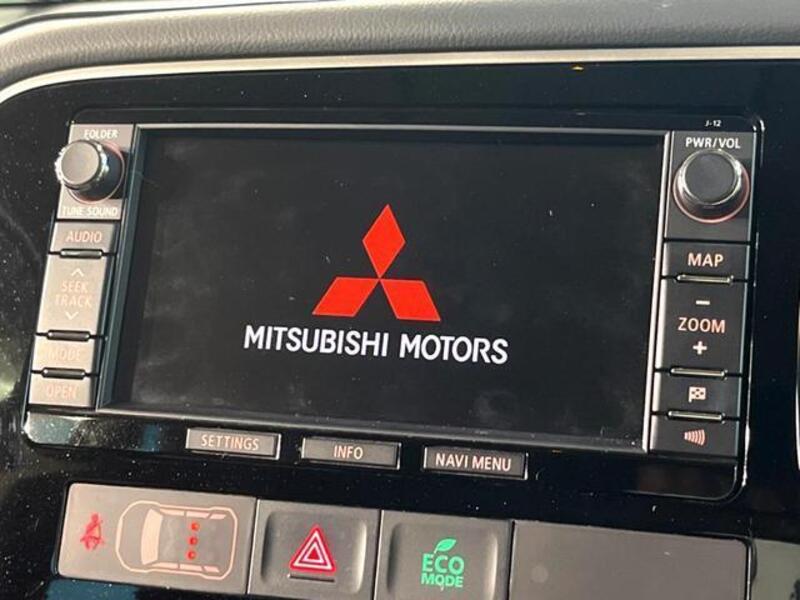 J-12
FOLDER
TUNE SOUND
AUDIO
SEEK
TRACK
MODE
OPEN
MITSUBISHI MOTORS
PWR/VOL
MAP
ZOOM
SETTINGS
INFO
NAVI MENU
ECO
MODE